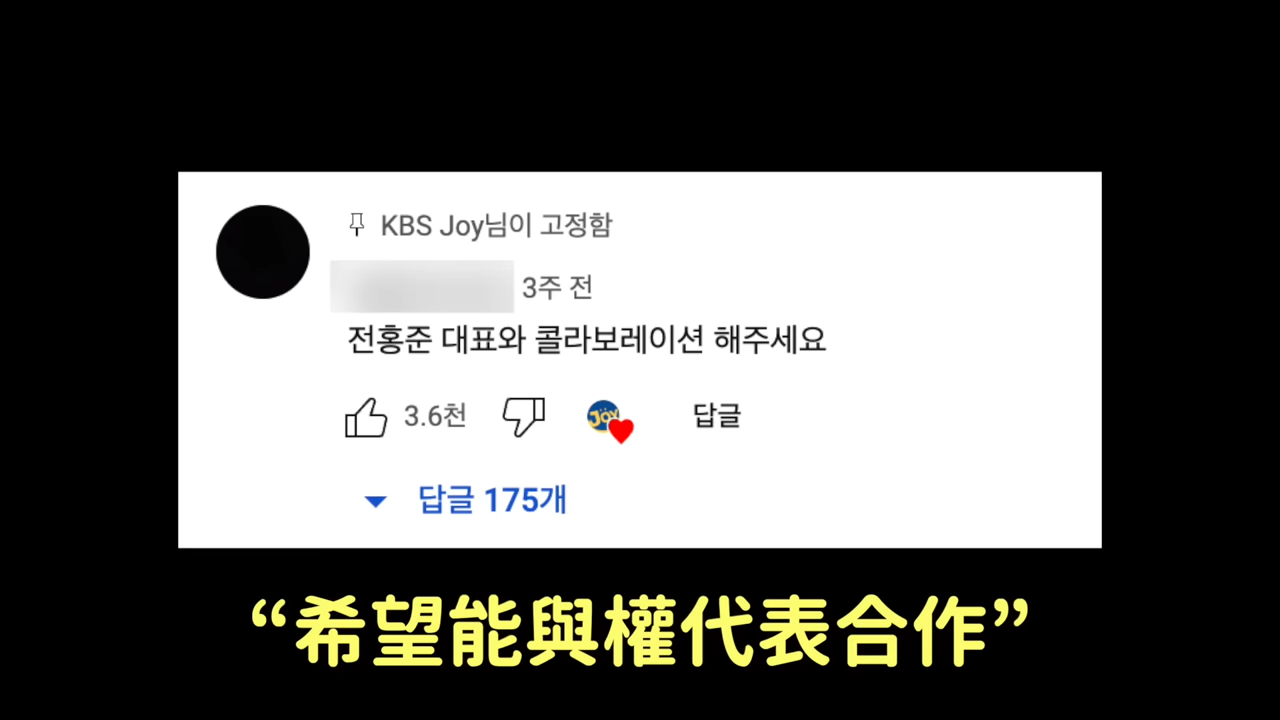 KBS Joy님이 고정함
3주 전
전홍준 대표와 콜라보레이션 해주세요
3.6천
Joy
답글
답글 175개
“希望能與權代表合作”